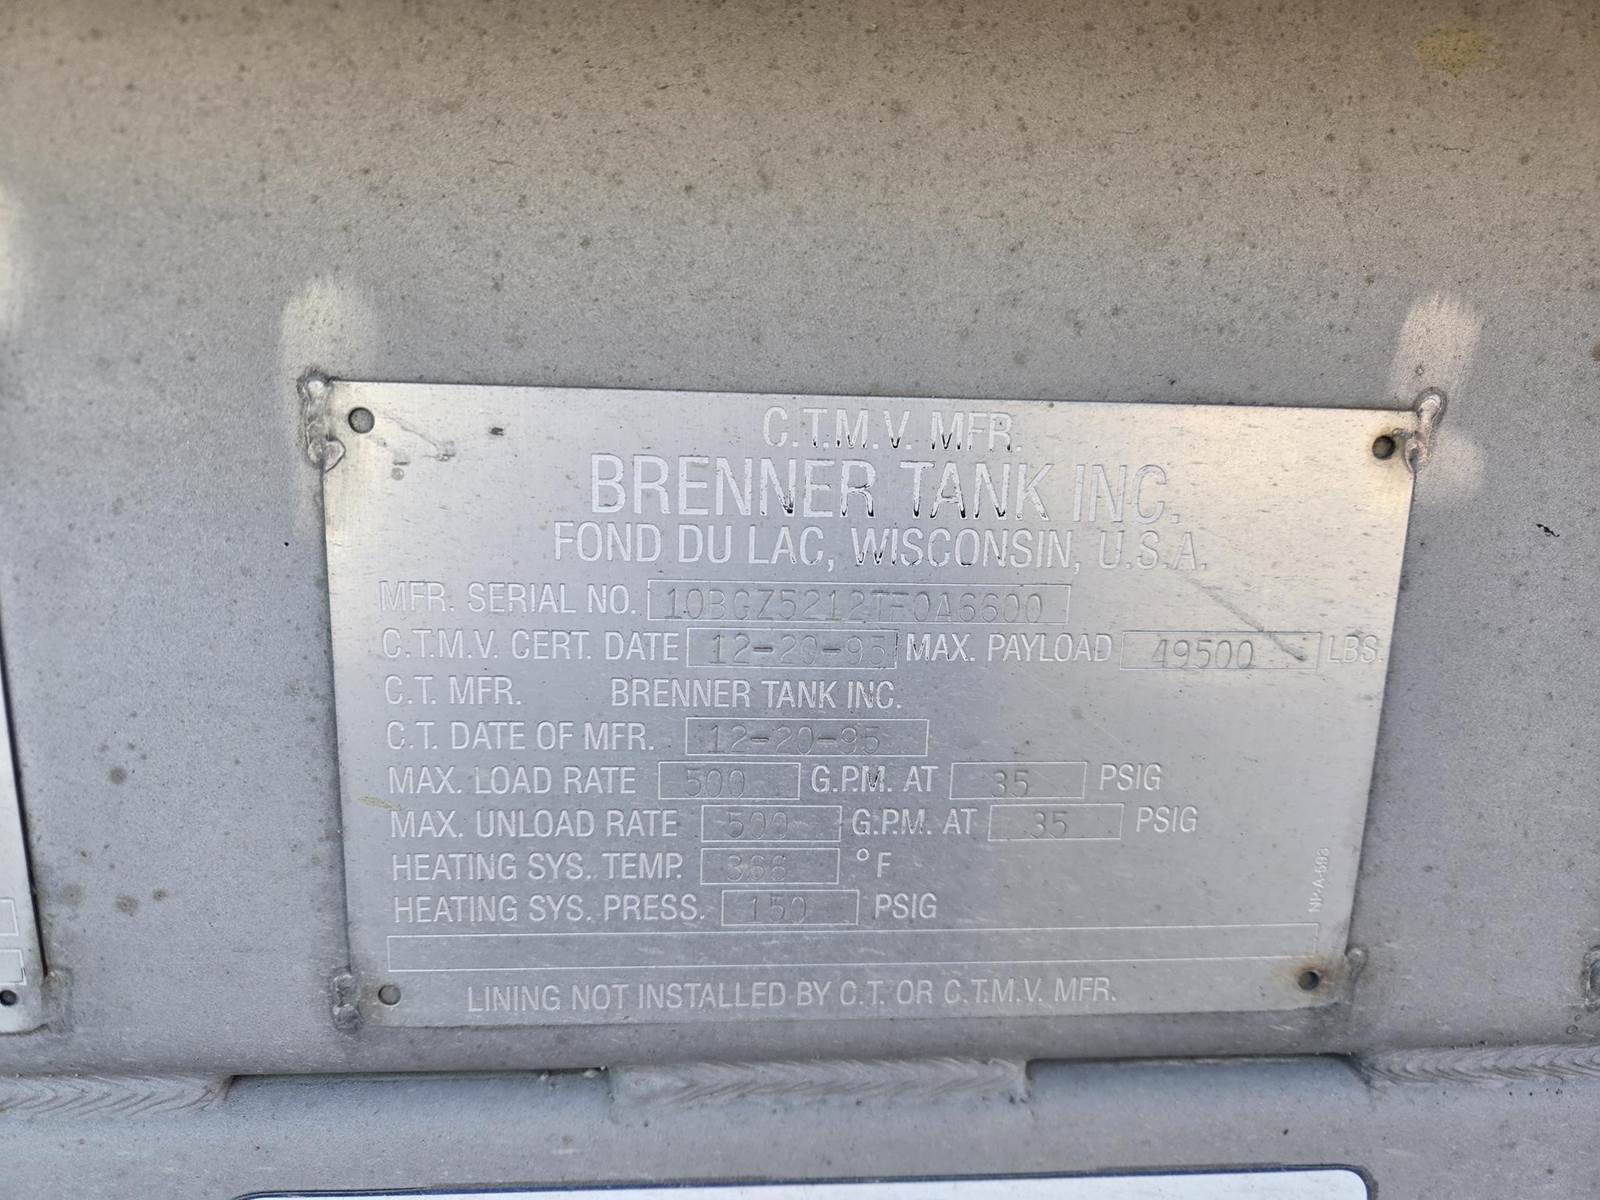 C.T.M.V. MFR.
BRENNER TANK INC.
FOND DU LAC, WISCONSIN, U.S.A.
MFR. SERIAL NO. 10BGZ5212TF0A6600
C.T.M.V. CERT. DATE 12-20-95 MAX. PAYLOAD 49500 LBS.
C.T. MFR. BRENNER TANK INC.
C.T. DATE OF MFR. 12-20-95
MAX. LOAD RATE 500 G.P.M. AT 35 PSIG
MAX. UNLOAD RATE 500 G.P.M. AT 35 PSIG
HEATING SYS. TEMP. 366 °F
HEATING SYS. PRESS. 150 PSIG
LINING NOT INSTALLED BY C.T. OR C.T.M.V. MFR.